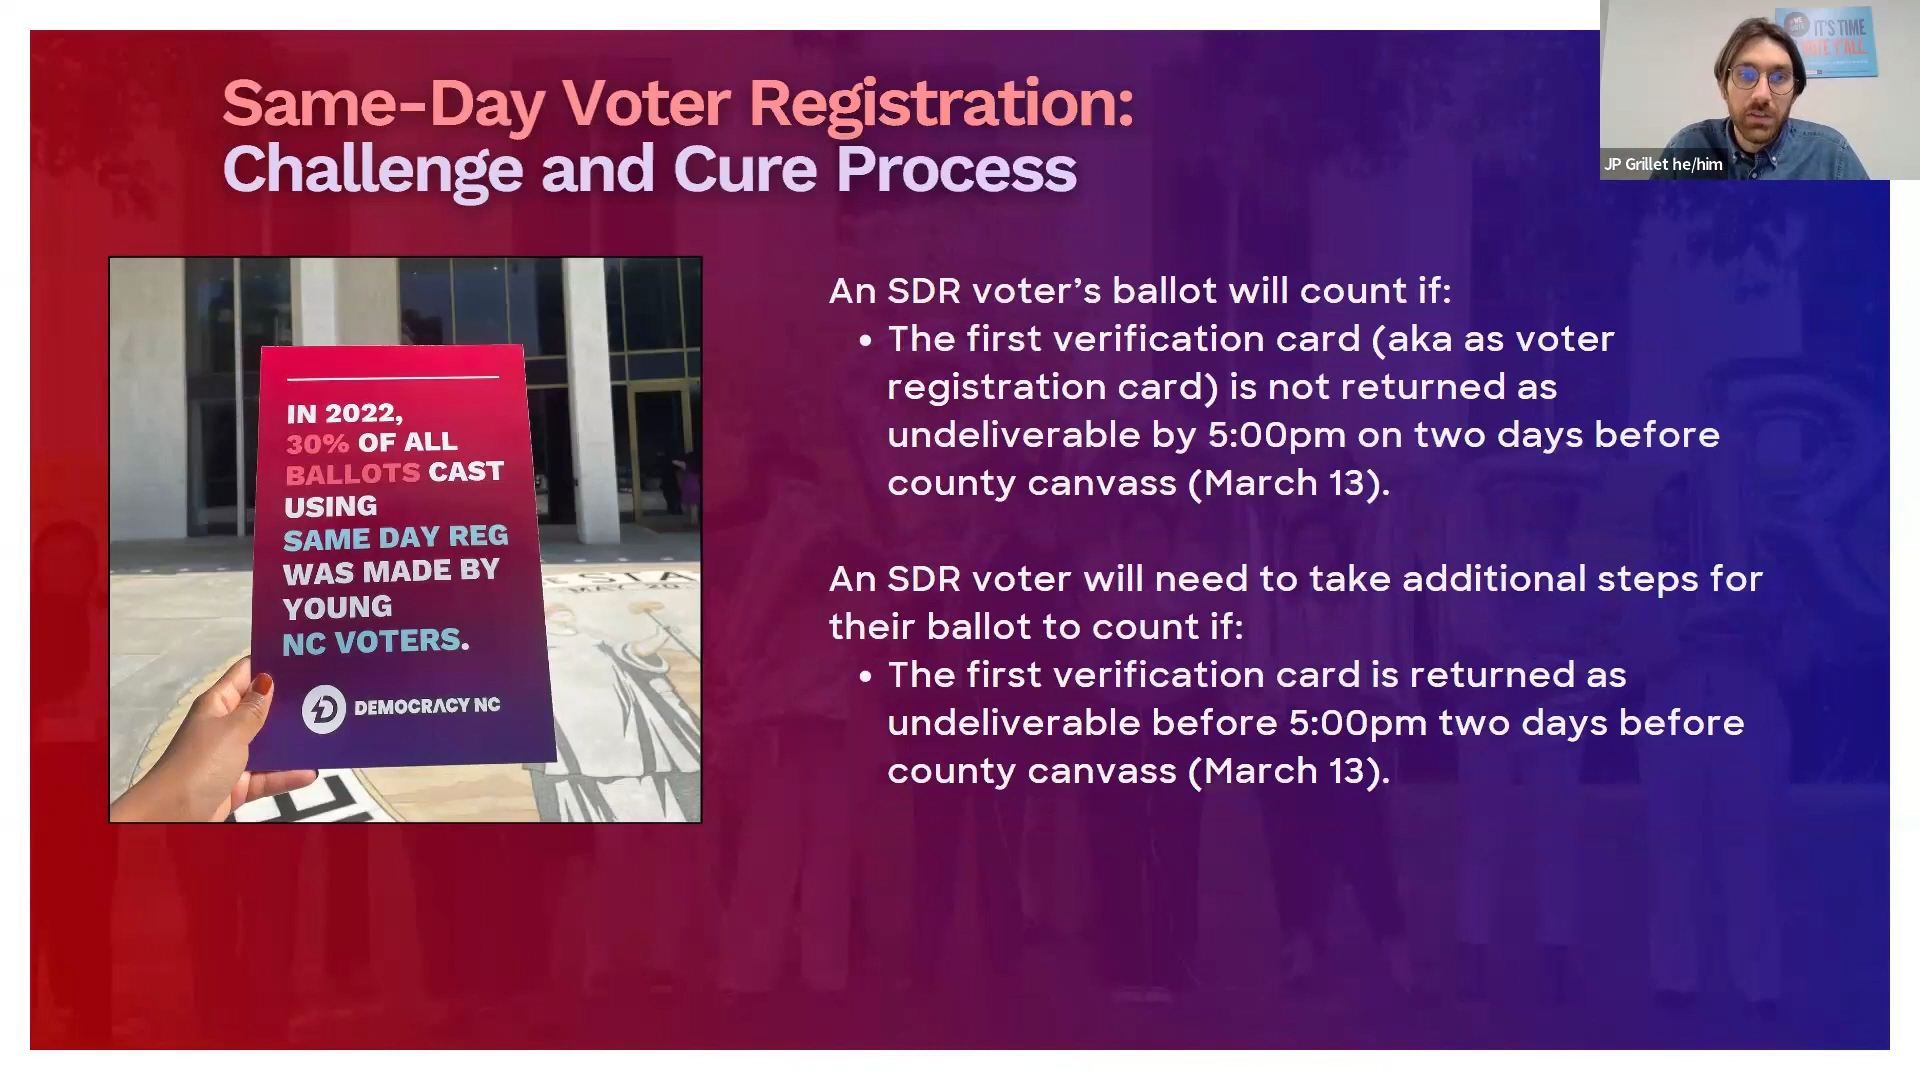 Same-Day Voter Registration:
Challenge and Cure Process
IT'S TIME
JP Grillet he/him
IN 2022,
30% OF ALL
BALLOTS CAST
USING
SAME DAY REG
WAS MADE BY
YOUNG
NC VOTERS.
DEMOCRACY NC
An SDR voter's ballot will count if:
• The first verification card (aka as voter
registration card) is not returned as
undeliverable by 5:00pm on two days before
county canvass (March 13).
An SDR voter will need to take additional steps for
their ballot to count if:
• The first verification card is returned as
undeliverable before 5:00pm two days before
county canvass (March 13).